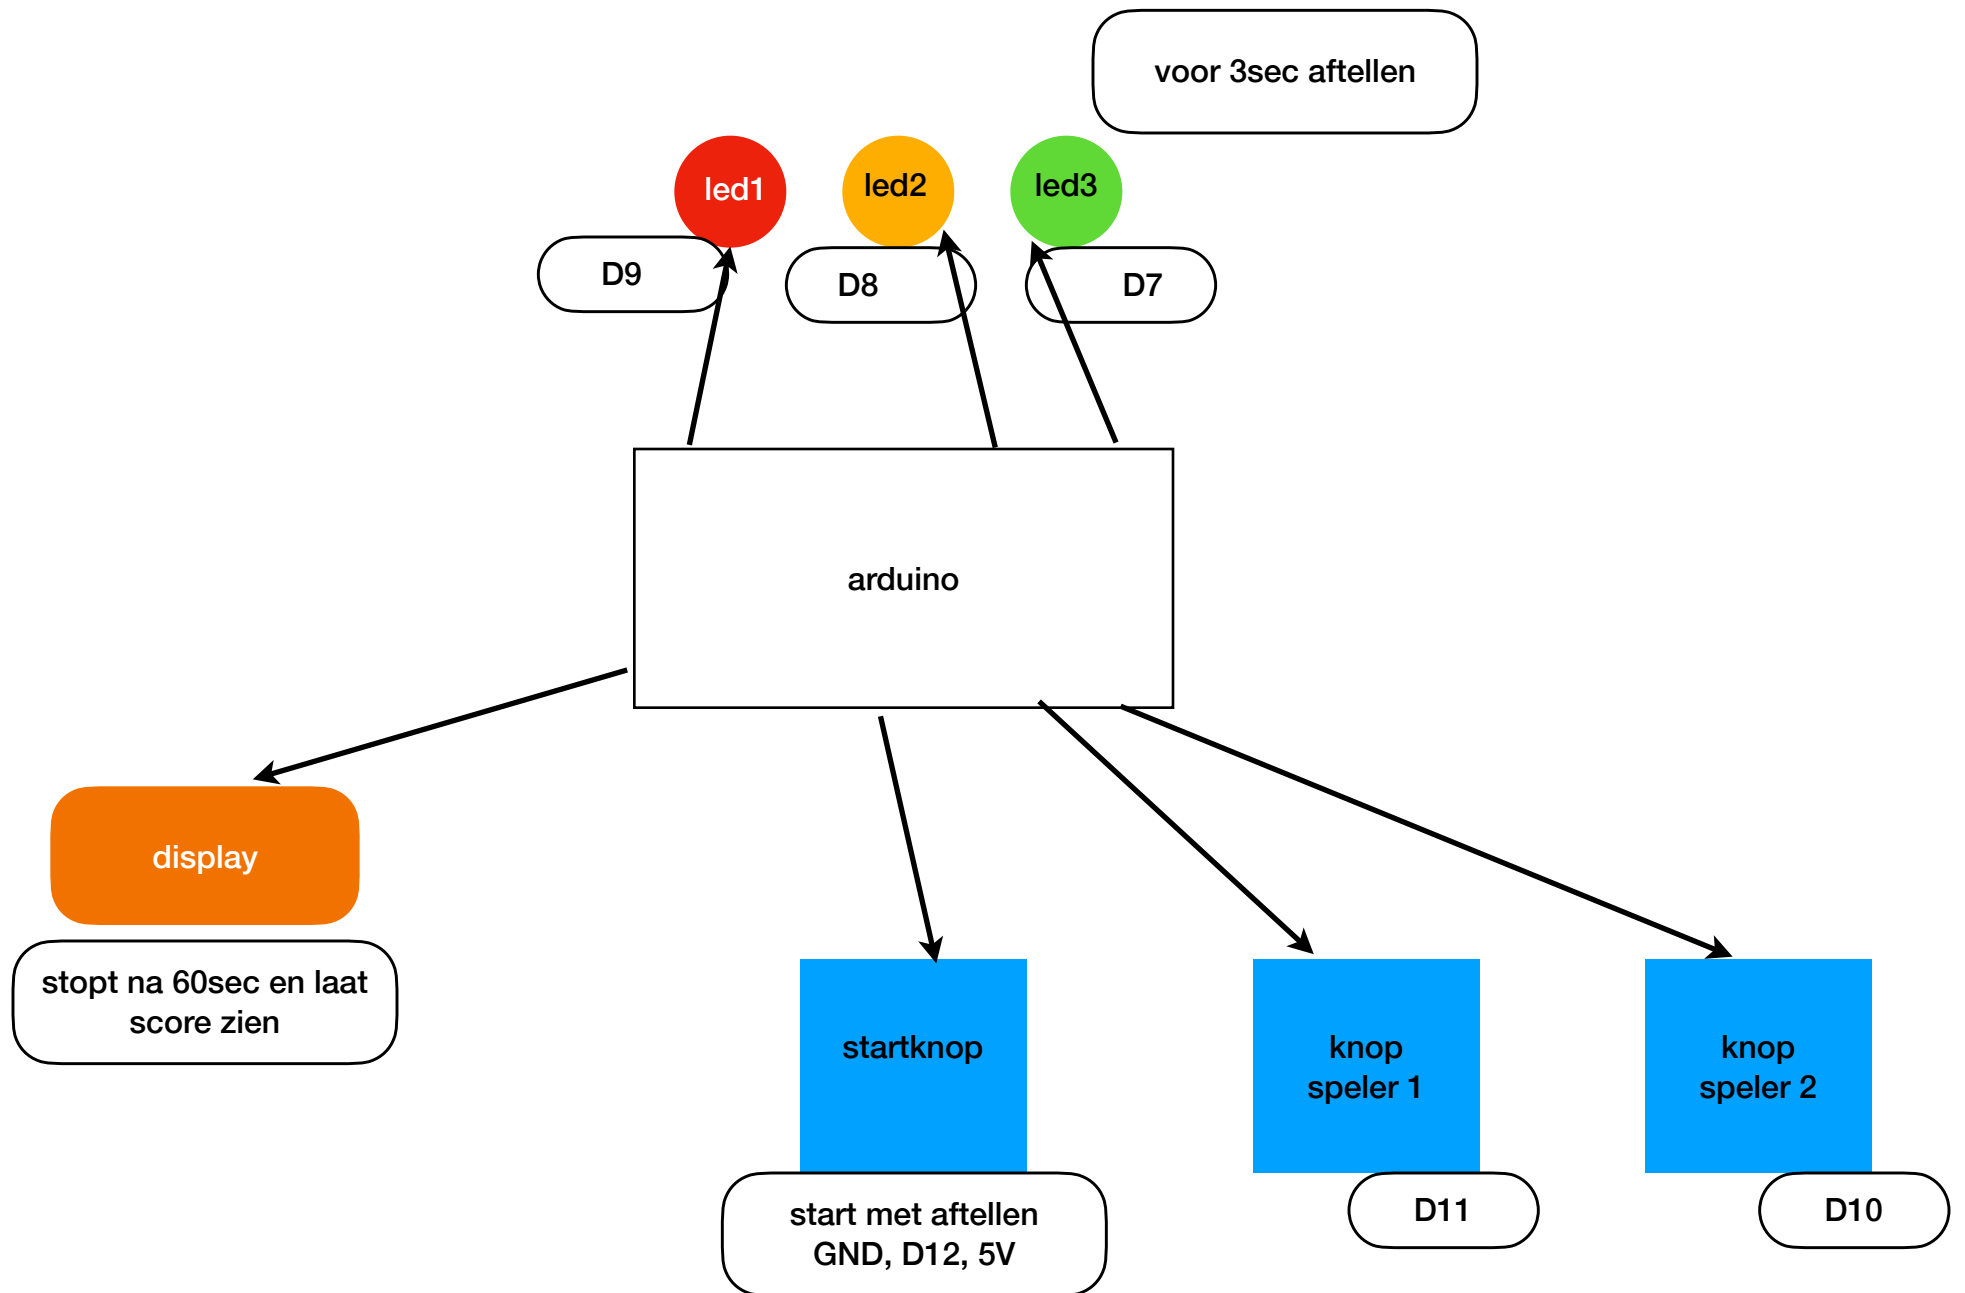 voor 3sec aftellen
led1
led2
led3
D9
D8
D7
arduino
display
stopt na 60sec en laat
score zien
startknop
knop
speler 1
knop
speler 2
start met aftellen
GND, D12, 5V
D11
D10